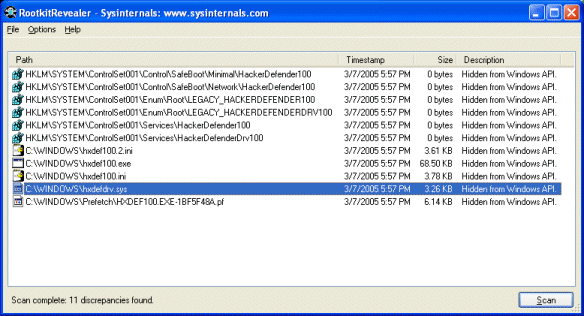 RootkitRevealer - Sysinternals: www.sysinternals.com
File Options Help
Path Timestamp Size Description
HKLM\SYSTEM\ControlSet001\Control\SafeBoot\Minimal\HackerDefender100 3/7/2005 5:57 PM 0 bytes Hidden from Windows API.
HKLM\SYSTEM\ControlSet001\Control\SafeBoot\Network\HackerDefender100 3/7/2005 5:57 PM 0 bytes Hidden from Windows API.
HKLM\SYSTEM\ControlSet001\Enum\Root\LEGACY_HACKERDEFENDER100 3/7/2005 5:57 PM 0 bytes Hidden from Windows API.
HKLM\SYSTEM\ControlSet001\Enum\Root\LEGACY_HACKERDEFENDERDRV100 3/7/2005 5:57 PM 0 bytes Hidden from Windows API.
HKLM\SYSTEM\ControlSet001\Services\HackerDefender100 3/7/2005 5:57 PM 0 bytes Hidden from Windows API.
HKLM\SYSTEM\ControlSet001\Services\HackerDefenderDrv100 3/7/2005 5:57 PM 0 bytes Hidden from Windows API.
C:\WINDOWS\hxdef100.2.ini 3/7/2005 5:57 PM 3.61 KB Hidden from Windows API.
C:\WINDOWS\hxdef100.exe 3/7/2005 5:57 PM 68.50 KB Hidden from Windows API.
C:\WINDOWS\hxdef100.ini 3/7/2005 5:57 PM 3.78 KB Hidden from Windows API.
C:\WINDOWS\hxdefdrv.sys 3/7/2005 5:57 PM 3.26 KB Hidden from Windows API.
C:\WINDOWS\Prefetch\HXDEF100.EXE-1BF5F48A.pf 3/7/2005 5:57 PM 6.14 KB Hidden from Windows API.
Scan complete: 11 discrepancies found. Scan